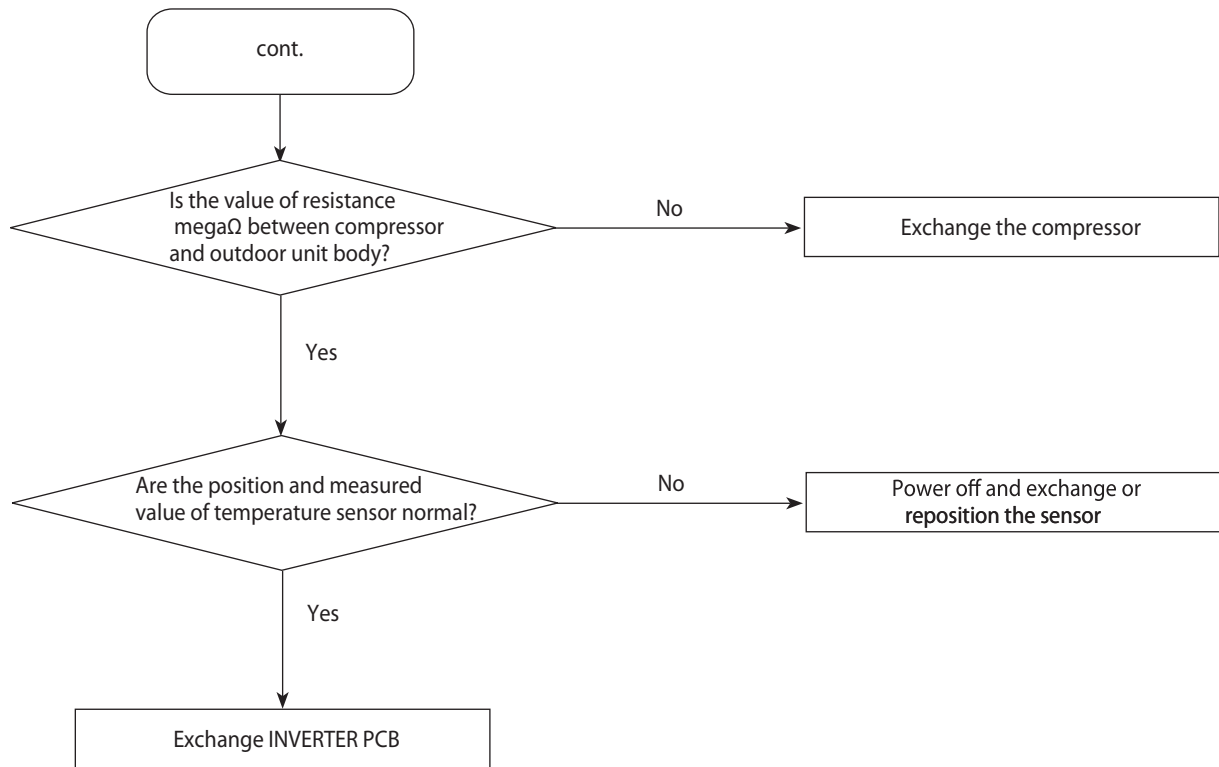 cont.
Is the value of resistance
megaΩ between compressor
and outdoor unit body?
No
Exchange the compressor
Yes
Are the position and measured
value of temperature sensor normal?
No
Power off and exchange or
reposition the sensor
Yes
Exchange INVERTER PCB